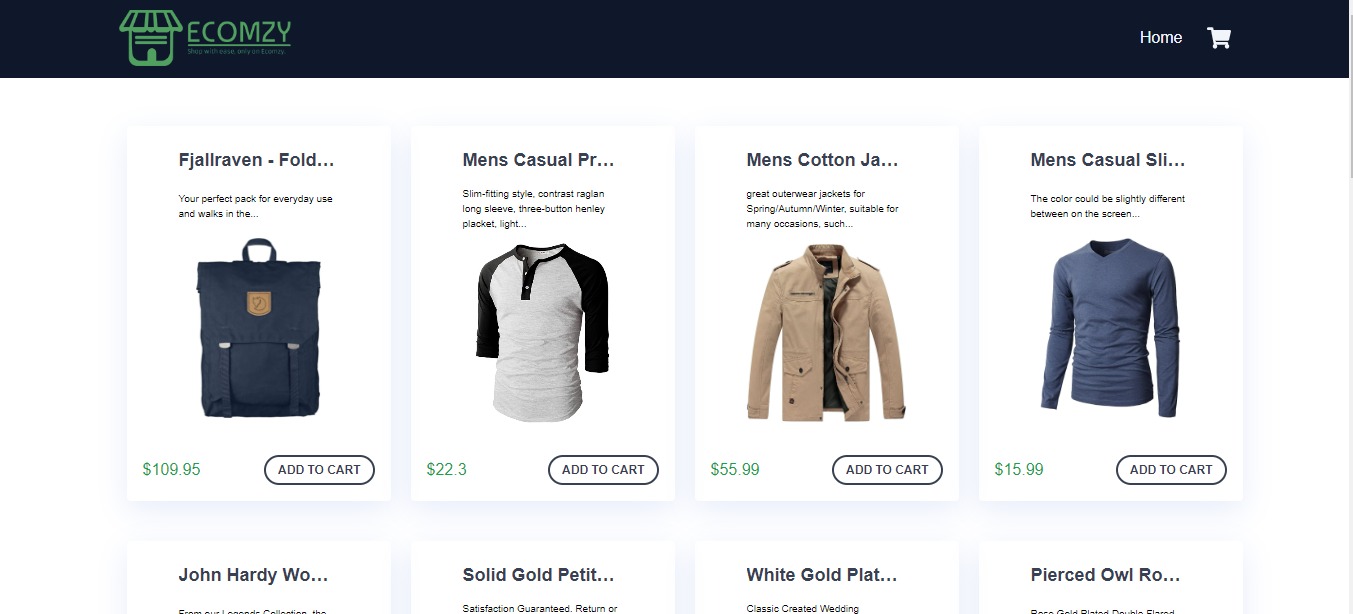 ECOMZY
Shop with ease, only on Ecomzy.
Home
Fjallraven - Fold...
Your perfect pack for everyday use
and walks in the...
$109.95
ADD TO CART
Mens Casual Pr...
Slim-fitting style, contrast raglan
long sleeve, three-button henley
placket, light...
$22.3
ADD TO CART
Mens Cotton Ja...
great outerwear jackets for
Spring/Autumn/Winter, suitable for
many occasions, such...
$55.99
ADD TO CART
Mens Casual Sli...
The color could be slightly different
between on the screen...
$15.99
ADD TO CART
John Hardy Wo...
From our Legends Collection, the
Solid Gold Petit...
Satisfaction Guaranteed. Return or
White Gold Plat...
Classic Created Wedding
Pierced Owl Ro...
Rose Gold Plated Double Flared